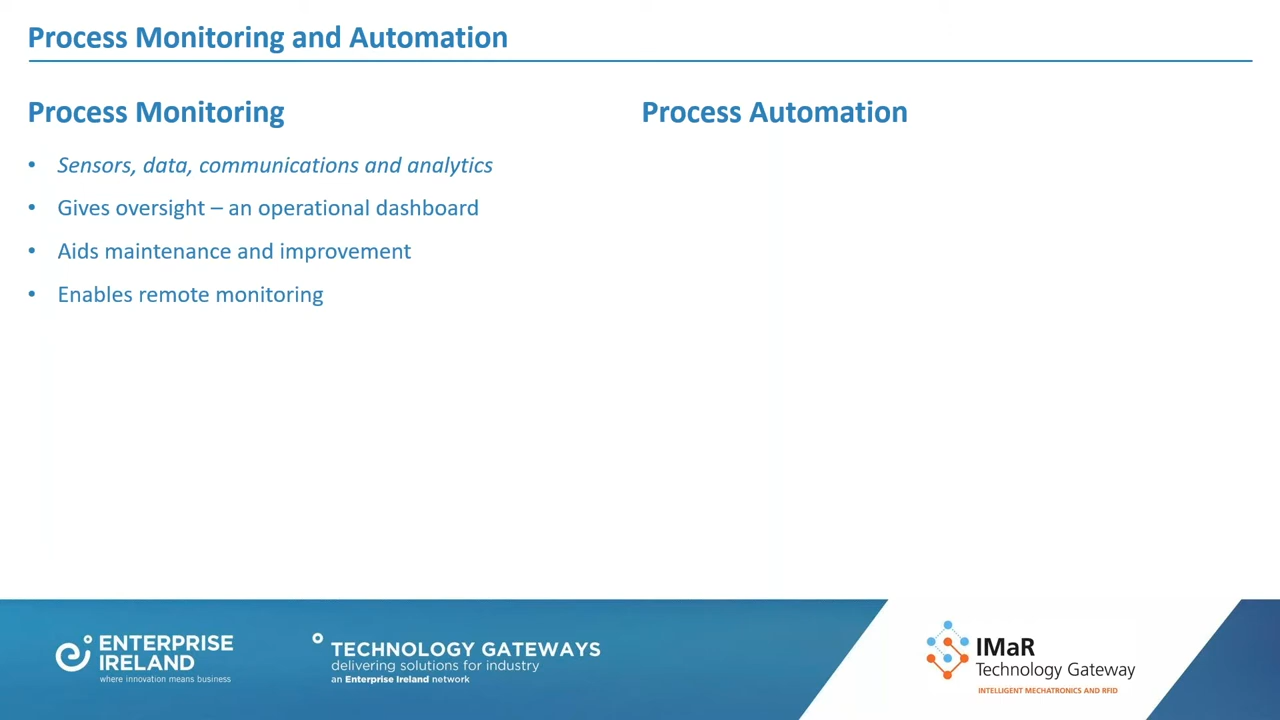 Process Monitoring and Automation
Process Monitoring
• Sensors, data, communications and analytics
• Gives oversight – an operational dashboard
• Aids maintenance and improvement
• Enables remote monitoring
Process Automation
ENTERPRISE
IRELAND
where innovation means business
TECHNOLOGY GATEWAYS
delivering solutions for industry
an Enterprise Ireland network
IMaR
Technology Gateway
INTELLIGENT MECHATRONICS AND RFID